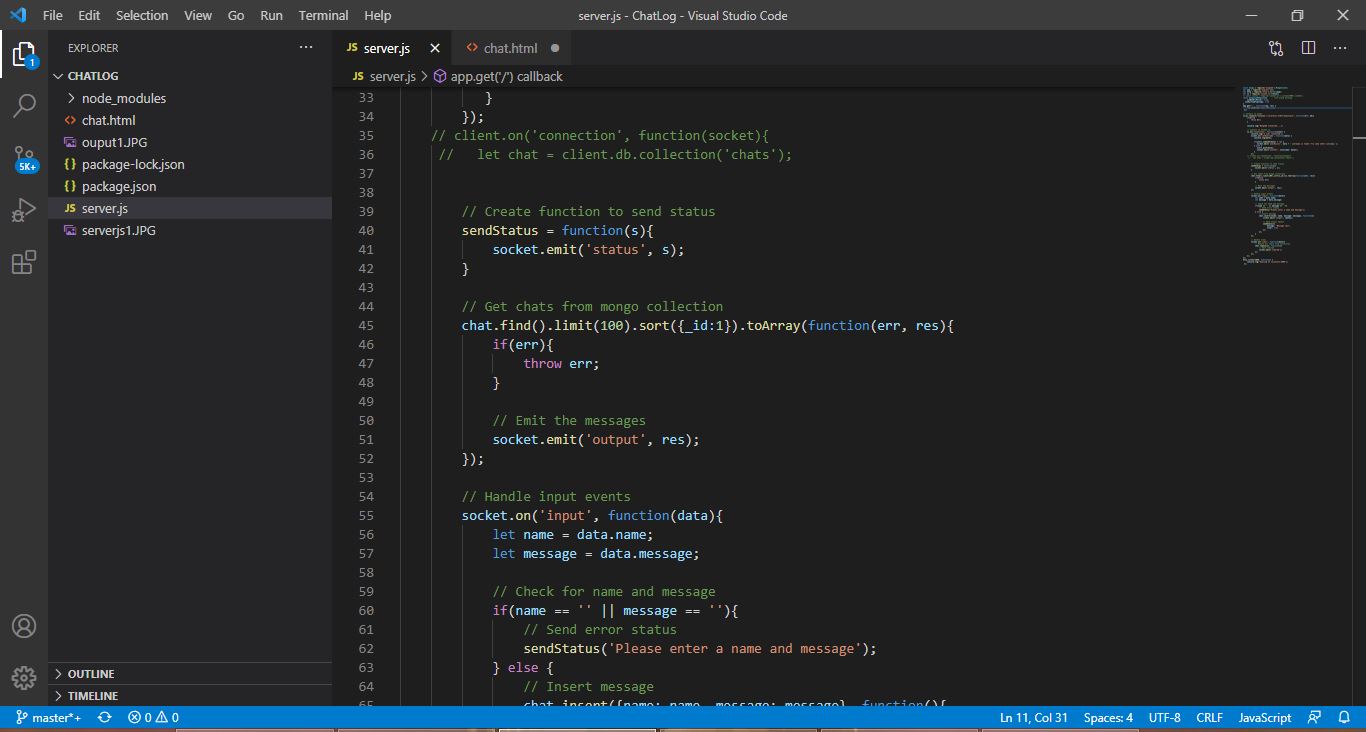 File Edit Selection View Go Run Terminal Help
server.js - ChatLog - Visual Studio Code
EXPLORER
CHATLOG
node_modules
chat.html
ouput1.JPG
package-lock.json
package.json
server.js
serverjs1.JPG
OUTLINE
TIMELINE
1
5K+
JS server.js
chat.html
JS server.js > app.get('/') callback
33 }
34 });
35 // client.on('connection', function(socket){
36 // let chat = client.db.collection('chats');
37
38
39 // Create function to send status
40 sendStatus = function(s){
41 socket.emit('status', s);
42 }
43
44 // Get chats from mongo collection
45 chat.find().limit(100).sort({_id:1}).toArray(function(err, res){
46 if(err){
47 throw err;
48 }
49
50 // Emit the messages
51 socket.emit('output', res);
52 });
53
54 // Handle input events
55 socket.on('input', function(data){
56 let name = data.name;
57 let message = data.message;
58
59 // Check for name and message
60 if(name == '' || message == ''){
61 // Send error status
62 sendStatus('Please enter a name and message');
63 } else {
64 // Insert message
65 chat.insert({name: name, message: message}, function(){
master*+ 0 0
Ln 11, Col 31 Spaces: 4 UTF-8 CRLF JavaScript